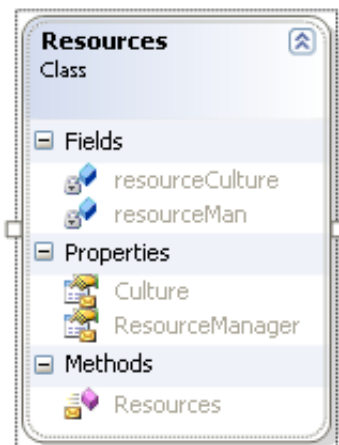 Resources
Class
Fields
resourceCulture
resourceMan
Properties
Culture
ResourceManager
Methods
Resources